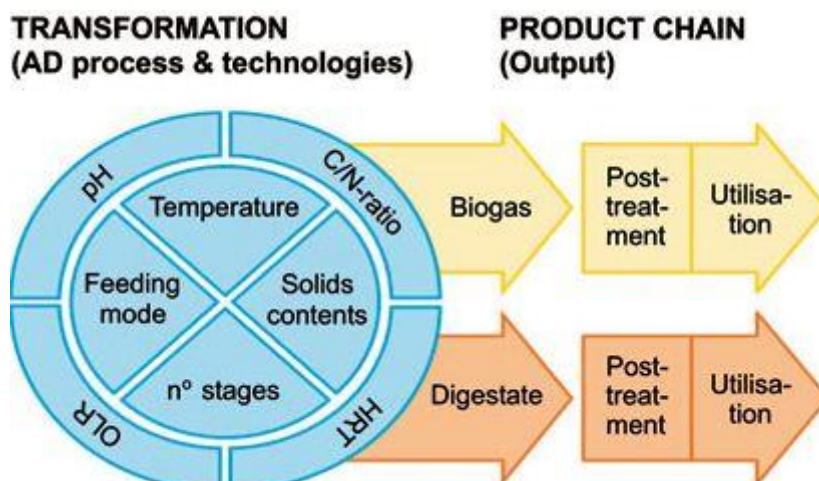 TRANSFORMATION
(AD process & technologies)
PRODUCT CHAIN
(Output)
pH
C/N-ratio
Temperature
Feeding
mode
Solids
contents
n° stages
OLR
HRT
Biogas
Post-
treat-
ment
Utilisa-
tion
Digestate
Post-
treat-
ment
Utilisa-
tion